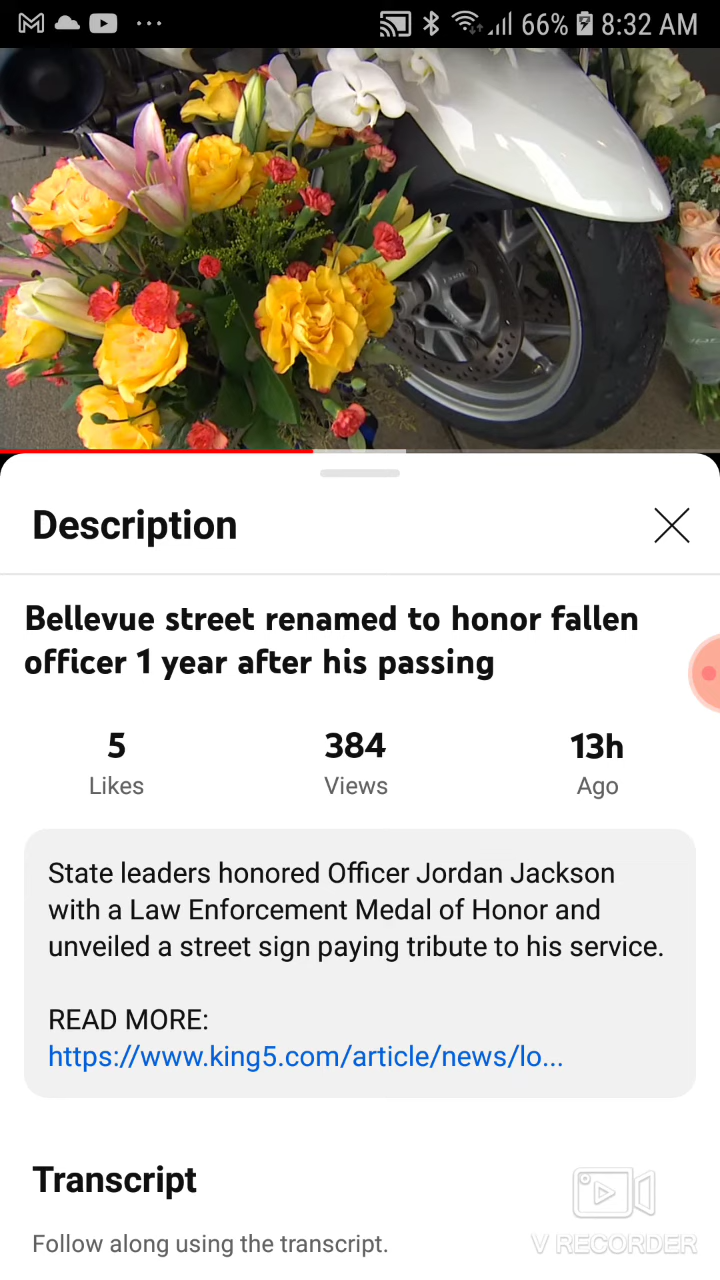 66% 8:32 AM
Description
Bellevue street renamed to honor fallen
officer 1 year after his passing
5 384 13h
Likes Views Ago
State leaders honored Officer Jordan Jackson
with a Law Enforcement Medal of Honor and
unveiled a street sign paying tribute to his service.
READ MORE:
https://www.king5.com/article/news/lo...
Transcript
Follow along using the transcript.
V RECORDER